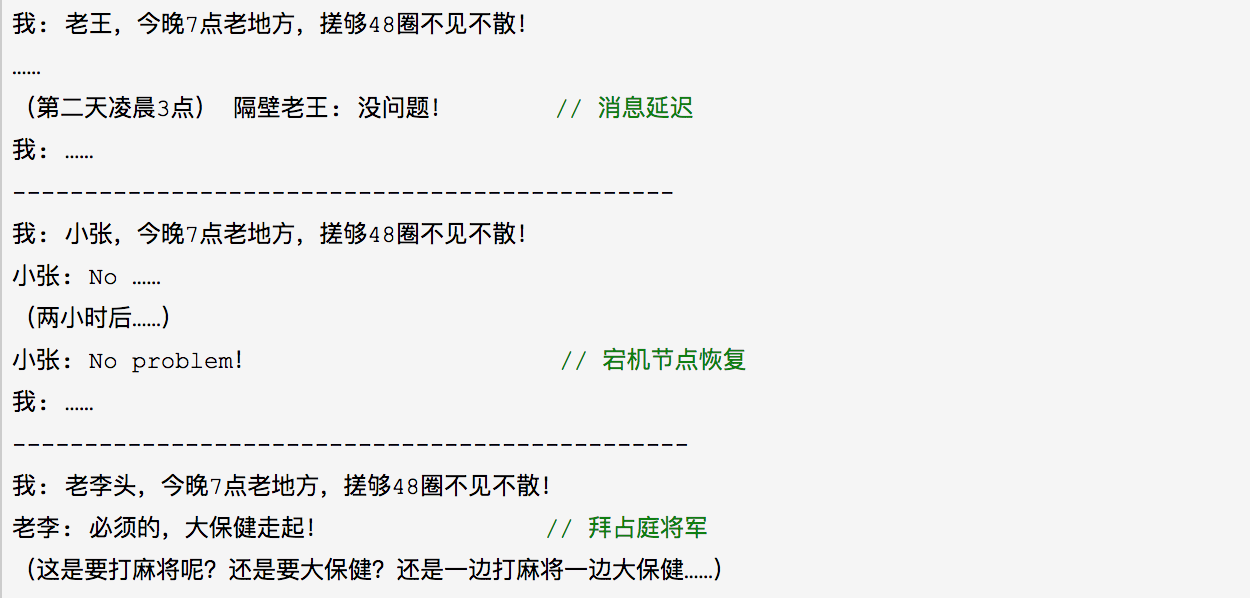 我: 老王，今晚7点老地方，搓够48圈不见不散！
……
（第二天凌晨3点） 隔壁老王: 没问题！ // 消息延迟
我: ……
----------------------------------------------
我: 小张，今晚7点老地方，搓够48圈不见不散！
小张: No ……
（两小时后……）
小张: No problem！ // 宕机节点恢复
我: ……
-----------------------------------------------
我: 老李头，今晚7点老地方，搓够48圈不见不散！
老李: 必须的，大保健走起！ // 拜占庭将军
（这是要打麻将呢？还是要大保健？还是一边打麻将一边大保健……）